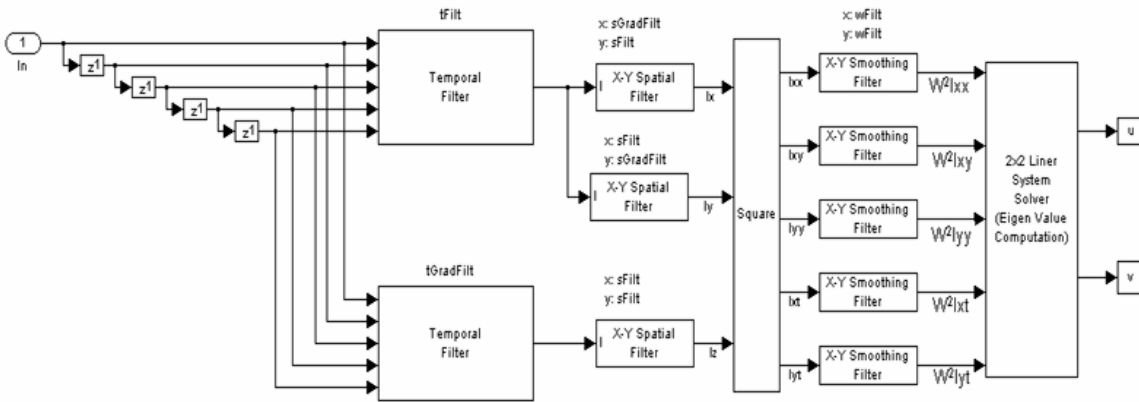 tFilt
x: sGradFilt
y: sFilt
x: wFilt
y: wFilt
1
In
z1
z1
z1
z1
Temporal
Filter
I
X-Y Spatial
Filter
Ix
x: sFilt
y: sGradFilt
I
X-Y Spatial
Filter
Iy
tGradFilt
x: sFilt
y: sFilt
Temporal
Filter
I
X-Y Spatial
Filter
Iz
Square
Ixx
X-Y Smoothing
Filter
W²Ixx
Ixy
X-Y Smoothing
Filter
W²Ixy
Iyy
X-Y Smoothing
Filter
W²Iyy
Ixt
X-Y Smoothing
Filter
W²Ixt
Iyt
X-Y Smoothing
Filter
W²Iyt
2x2 Liner
System
Solver
(Eigen Value
Computation)
u
v